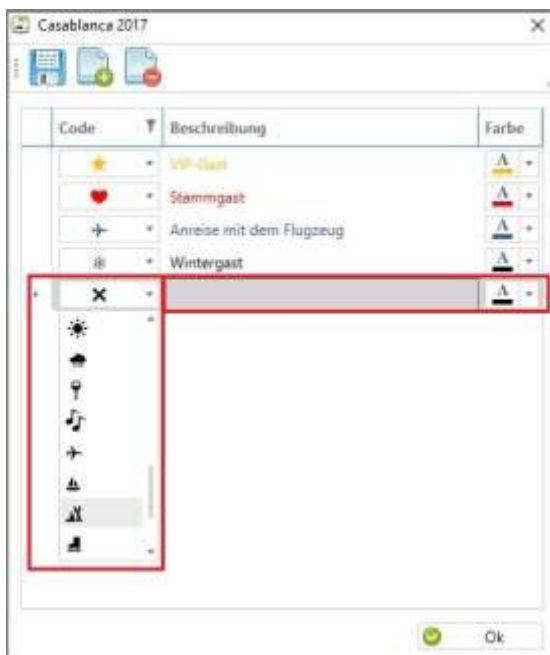 Casablanca 2017
Code Beschreibung Farbe
VIP-Gast A
Stammgast A
Anreise mit dem Flugzeug A
Wintergast A
A
Ok